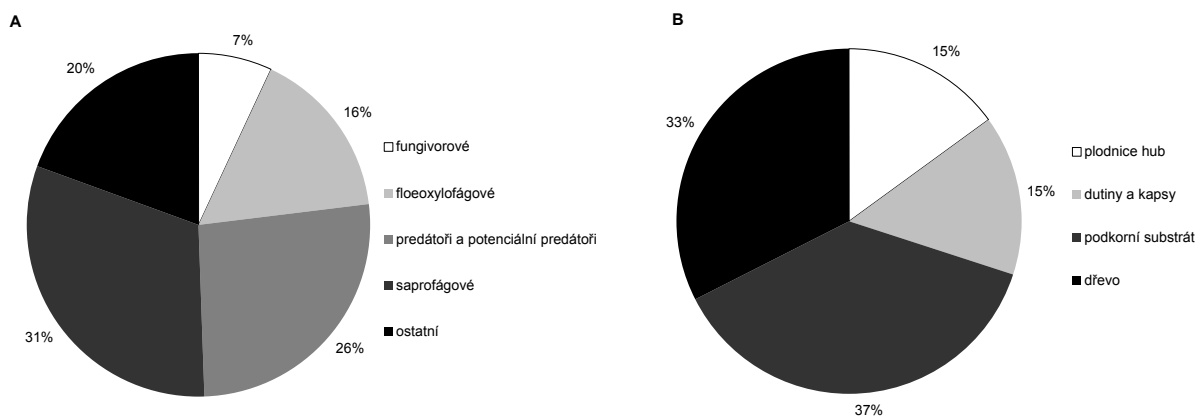 A
7%
16%
26%
31%
20%
fungivorové
floeoxylofágové
predátoři a potenciální predátoři
saprofágové
ostatní
B
15%
15%
37%
33%
plodnice hub
dutiny a kapsy
podkorní substrát
dřevo